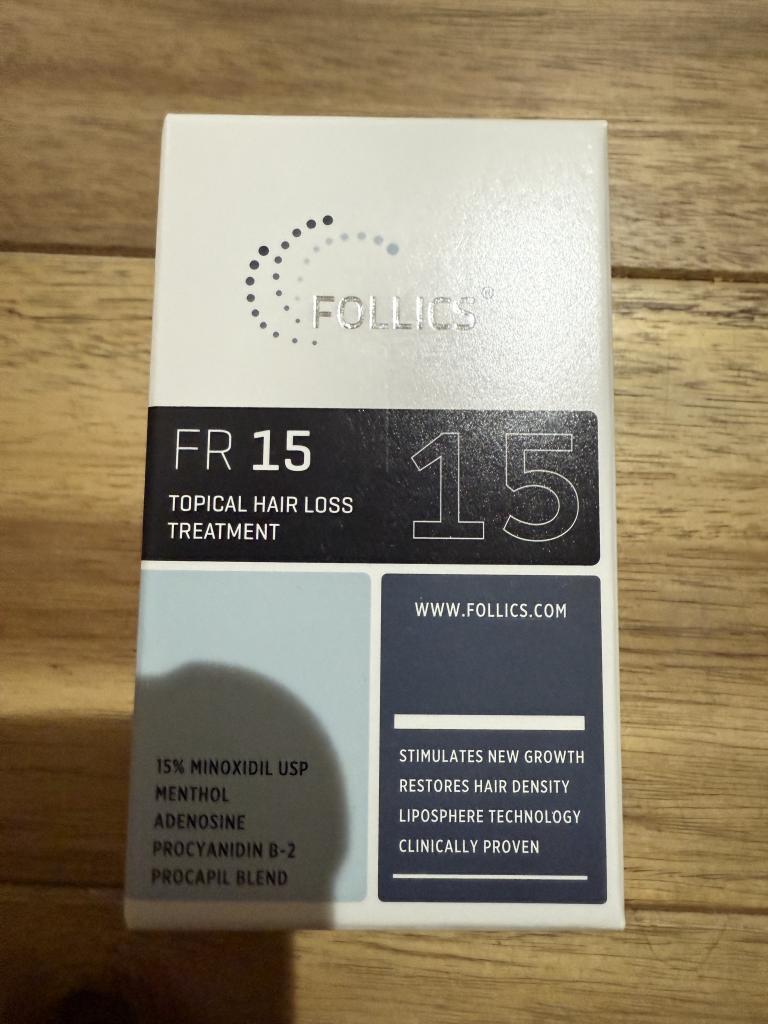 FOLLICS®
FR 15
15
TOPICAL HAIR LOSS
TREATMENT
WWW.FOLLICS.COM
15% MINOXIDIL USP
MENTHOL
ADENOSINE
PROCYANIDIN B-2
PROCAPIL BLEND
STIMULATES NEW GROWTH
RESTORES HAIR DENSITY
LIPOSPHERE TECHNOLOGY
CLINICALLY PROVEN